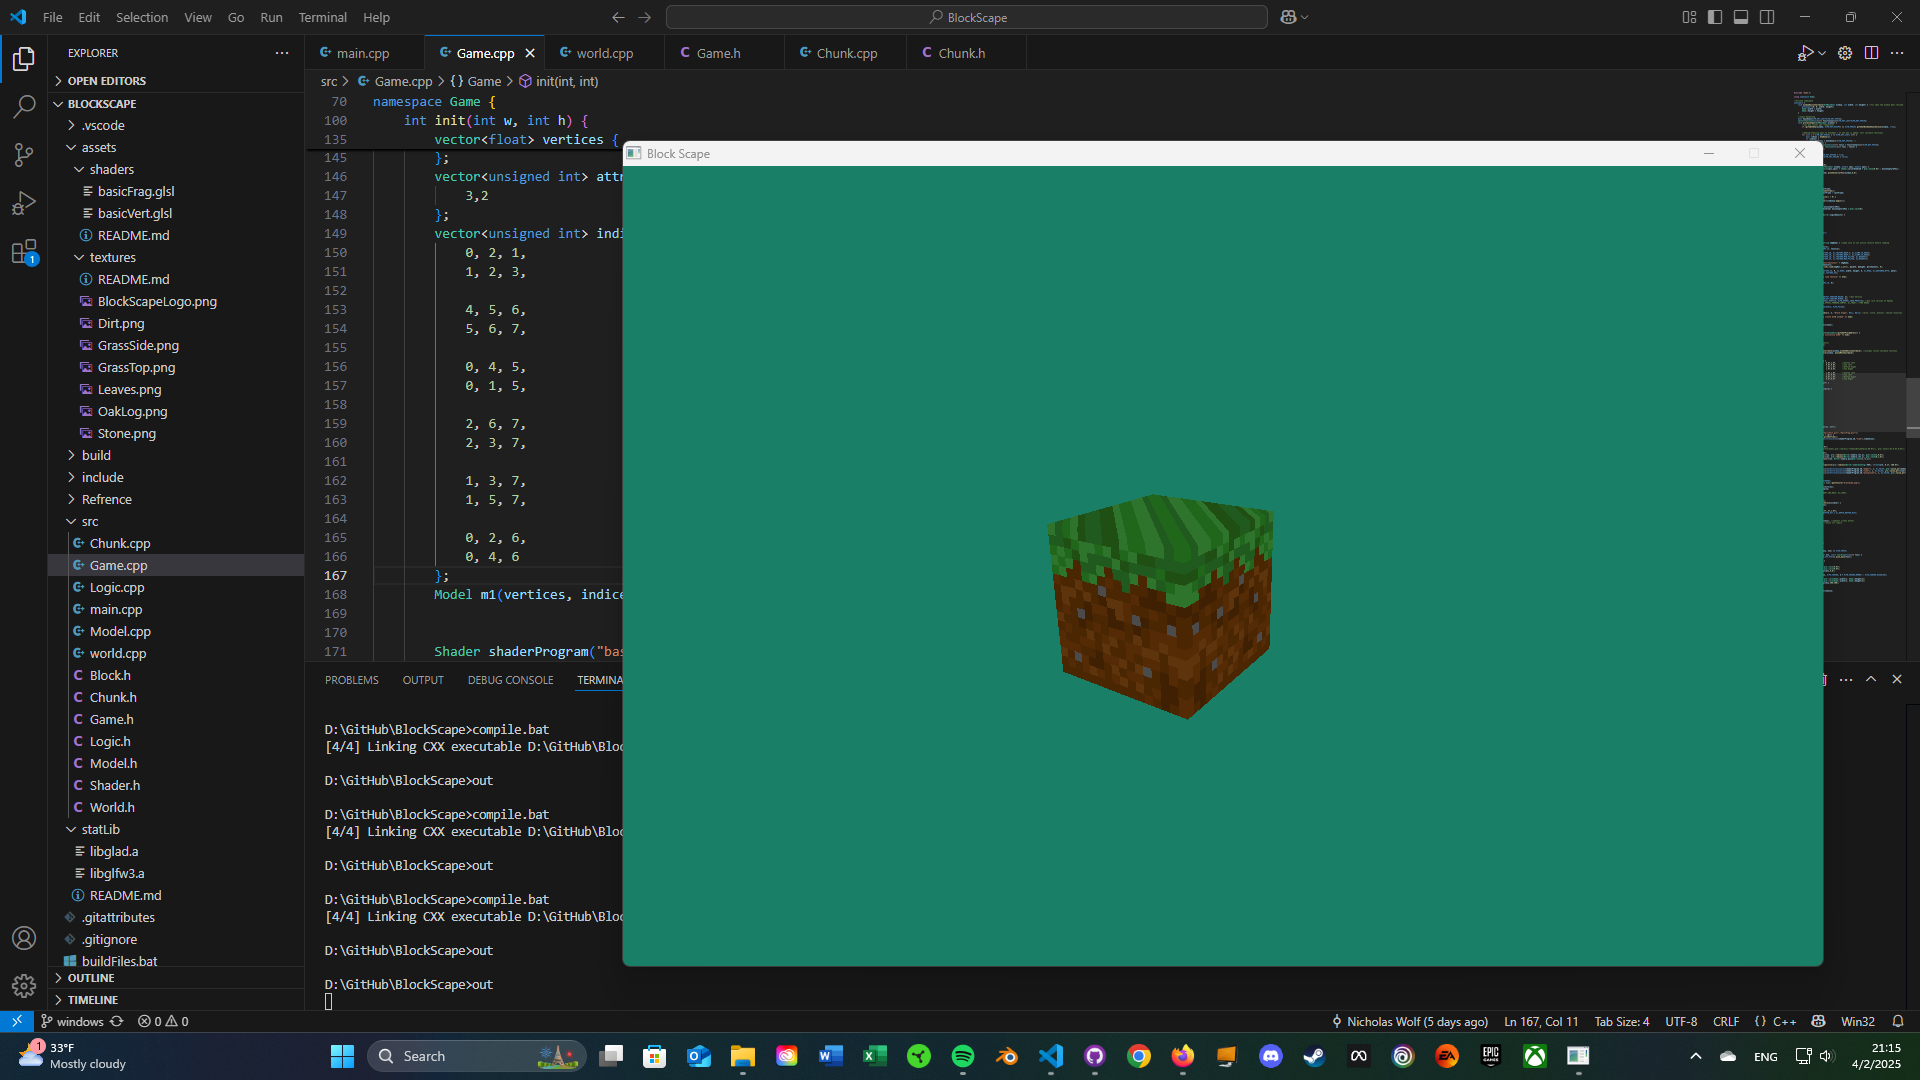 File Edit Selection View Go Run Terminal Help
BlockScape
EXPLORER
OPEN EDITORS
BLOCKSCAPE
.vscode
assets
shaders
basicFrag.glsl
basicVert.glsl
README.md
textures
README.md
BlockScapeLogo.png
Dirt.png
GrassSide.png
GrassTop.png
Leaves.png
OakLog.png
Stone.png
build
include
Refrence
src
Chunk.cpp
Game.cpp
Logic.cpp
main.cpp
Model.cpp
world.cpp
Block.h
Chunk.h
Game.h
Logic.h
Model.h
Shader.h
World.h
statLib
libglad.a
libglfw3.a
README.md
.gitattributes
.gitignore
buildFiles.bat
OUTLINE
TIMELINE
main.cpp Game.cpp world.cpp Game.h Chunk.cpp Chunk.h
src > Game.cpp > {} Game > init(int, int)
70 namespace Game {
100 int init(int w, int h) {
135 vector<float> vertices {
145 };
146 vector<unsigned int> attr
147 3,2
148 };
149 vector<unsigned int> indi
150 0, 2, 1,
151 1, 2, 3,
152
153 4, 5, 6,
154 5, 6, 7,
155
156 0, 4, 5,
157 0, 1, 5,
158
159 2, 6, 7,
160 2, 3, 7,
161
162 1, 3, 7,
163 1, 5, 7,
164
165 0, 2, 6,
166 0, 4, 6
167 };
168 Model m1(vertices, indice
169
170
171 Shader shaderProgram("bas
Block Scape
PROBLEMS OUTPUT DEBUG CONSOLE TERMINA
D:\GitHub\BlockScape>compile.bat
[4/4] Linking CXX executable D:\GitHub\Bloc
D:\GitHub\BlockScape>out
D:\GitHub\BlockScape>compile.bat
[4/4] Linking CXX executable D:\GitHub\Bloc
D:\GitHub\BlockScape>out
D:\GitHub\BlockScape>compile.bat
[4/4] Linking CXX executable D:\GitHub\Bloc
D:\GitHub\BlockScape>out
D:\GitHub\BlockScape>out
1
windows 0 0
Nicholas Wolf (5 days ago) Ln 167, Col 11 Tab Size: 4 UTF-8 CRLF {} C++ Win32
1
33°F
Mostly cloudy
Search
EA
EPIC GAMES
ENG
21:15
4/2/2025